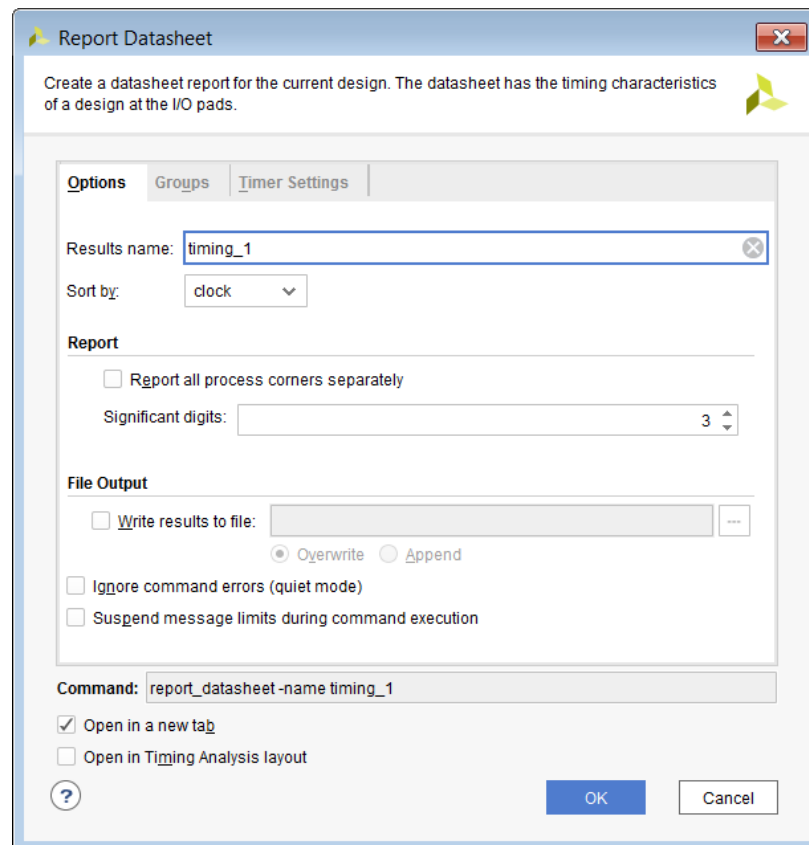 Report Datasheet
Create a datasheet report for the current design. The datasheet has the timing characteristics
of a design at the I/O pads.
Options Groups Timer Settings
Results name: timing_1
Sort by: clock
Report
Report all process corners separately
Significant digits: 3
File Output
Write results to file: ...
Overwrite Append
Ignore command errors (quiet mode)
Suspend message limits during command execution
Command: report_datasheet -name timing_1
Open in a new tab
Open in Timing Analysis layout
? OK Cancel